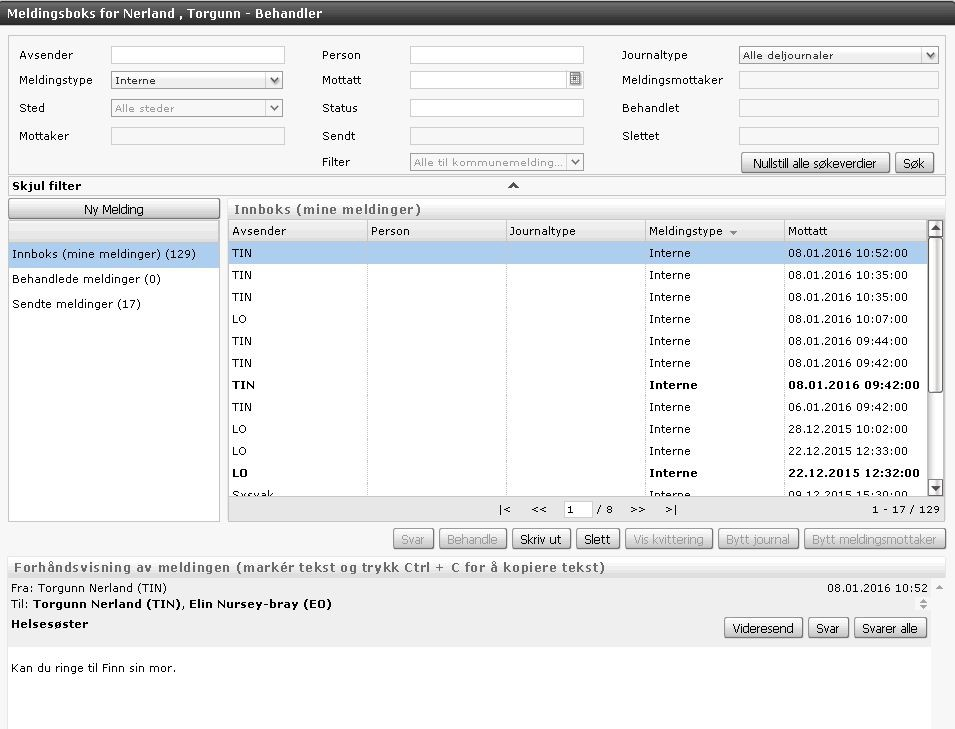 Meldingsboks for Nerland , Torgunn - Behandler
Avsender Person Journaltype Alle deljournaler
Meldingstype Interne Mottatt Meldingsmottaker
Sted Alle steder Status Behandlet
Mottaker Sendt Slettet
Filter Alle til kommunemelding... Nullstill alle søkeverdier Søk
Skjul filter
Ny Melding
Innboks (mine meldinger) (129)
Behandlede meldinger (0)
Sendte meldinger (17)
Innboks (mine meldinger)
Avsender Person Journaltype Meldingstype Mottatt
TIN Interne 08.01.2016 10:52:00
TIN Interne 08.01.2016 10:35:00
TIN Interne 08.01.2016 10:35:00
LO Interne 08.01.2016 10:07:00
TIN Interne 08.01.2016 09:44:00
TIN Interne 08.01.2016 09:42:00
TIN Interne 08.01.2016 09:42:00
TIN Interne 06.01.2016 09:42:00
LO Interne 28.12.2015 10:02:00
LO Interne 22.12.2015 12:33:00
LO Interne 22.12.2015 12:32:00
Sysvak Interne 09.12.2015 15:30:00
|< << 1 / 8 >> >| 1 - 17 / 129
Svar Behandle Skriv ut Slett Vis kvittering Bytt journal Bytt meldingsmottaker
Forhåndsvisning av meldingen (markér tekst og trykk Ctrl + C for å kopiere tekst)
Fra: Torgunn Nerland (TIN) 08.01.2016 10:52
Til: Torgunn Nerland (TIN), Elin Nursey-bray (EO)
Helsesøster
Videresend Svar Svarer alle
Kan du ringe til Finn sin mor.